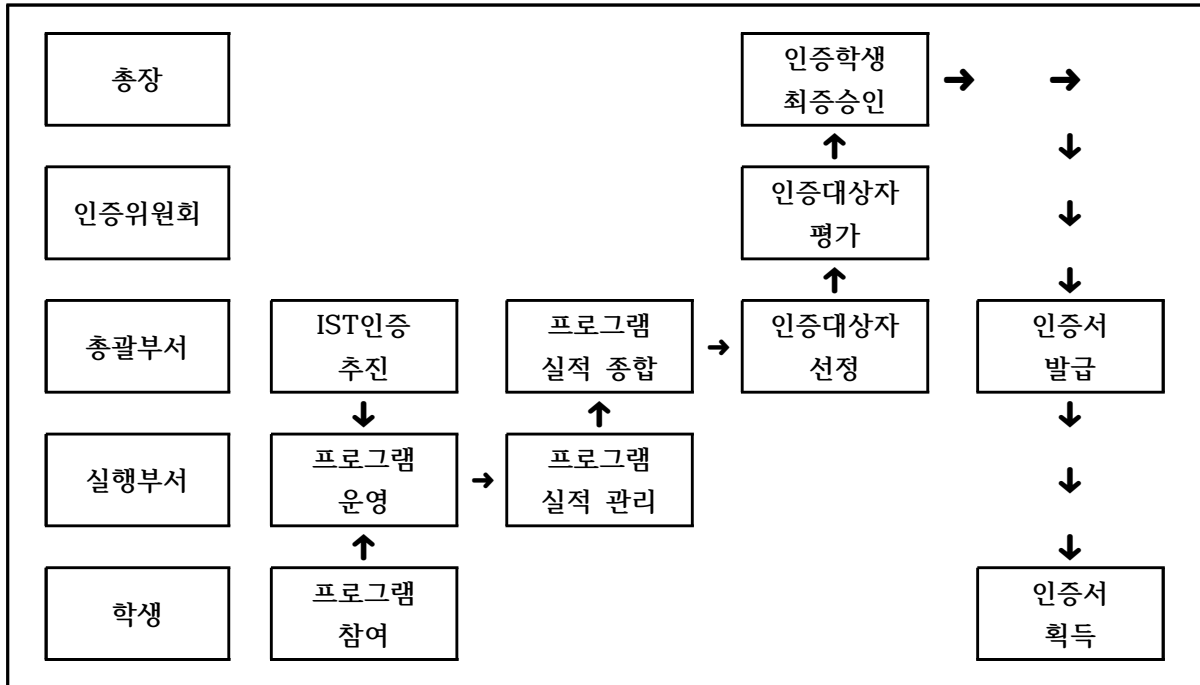 총장
인증학생
최증승인
인증위원회
인증대상자
평가
총괄부서
IST인증
추진
프로그램
실적 종합
인증대상자
선정
인증서
발급
실행부서
프로그램
운영
프로그램
실적 관리
학생
프로그램
참여
인증서
획득